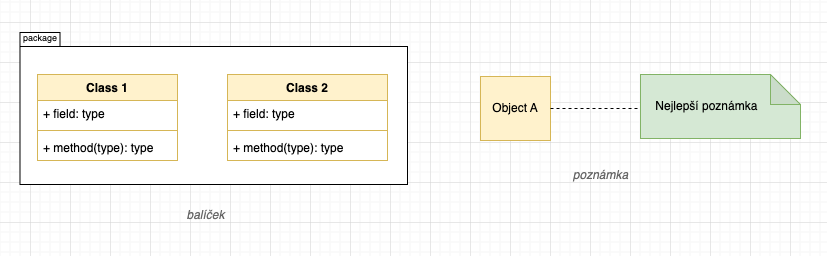 package
Class 1
+ field: type
+ method(type): type
Class 2
+ field: type
+ method(type): type
balíček
Object A
Nejlepší poznámka
poznámka